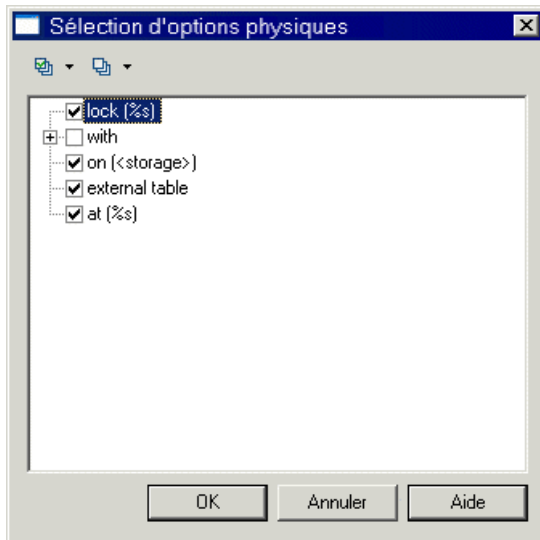 Sélection d'options physiques
lock (%s)
with
on (<storage>)
external table
at (%s)
OK Annuler Aide